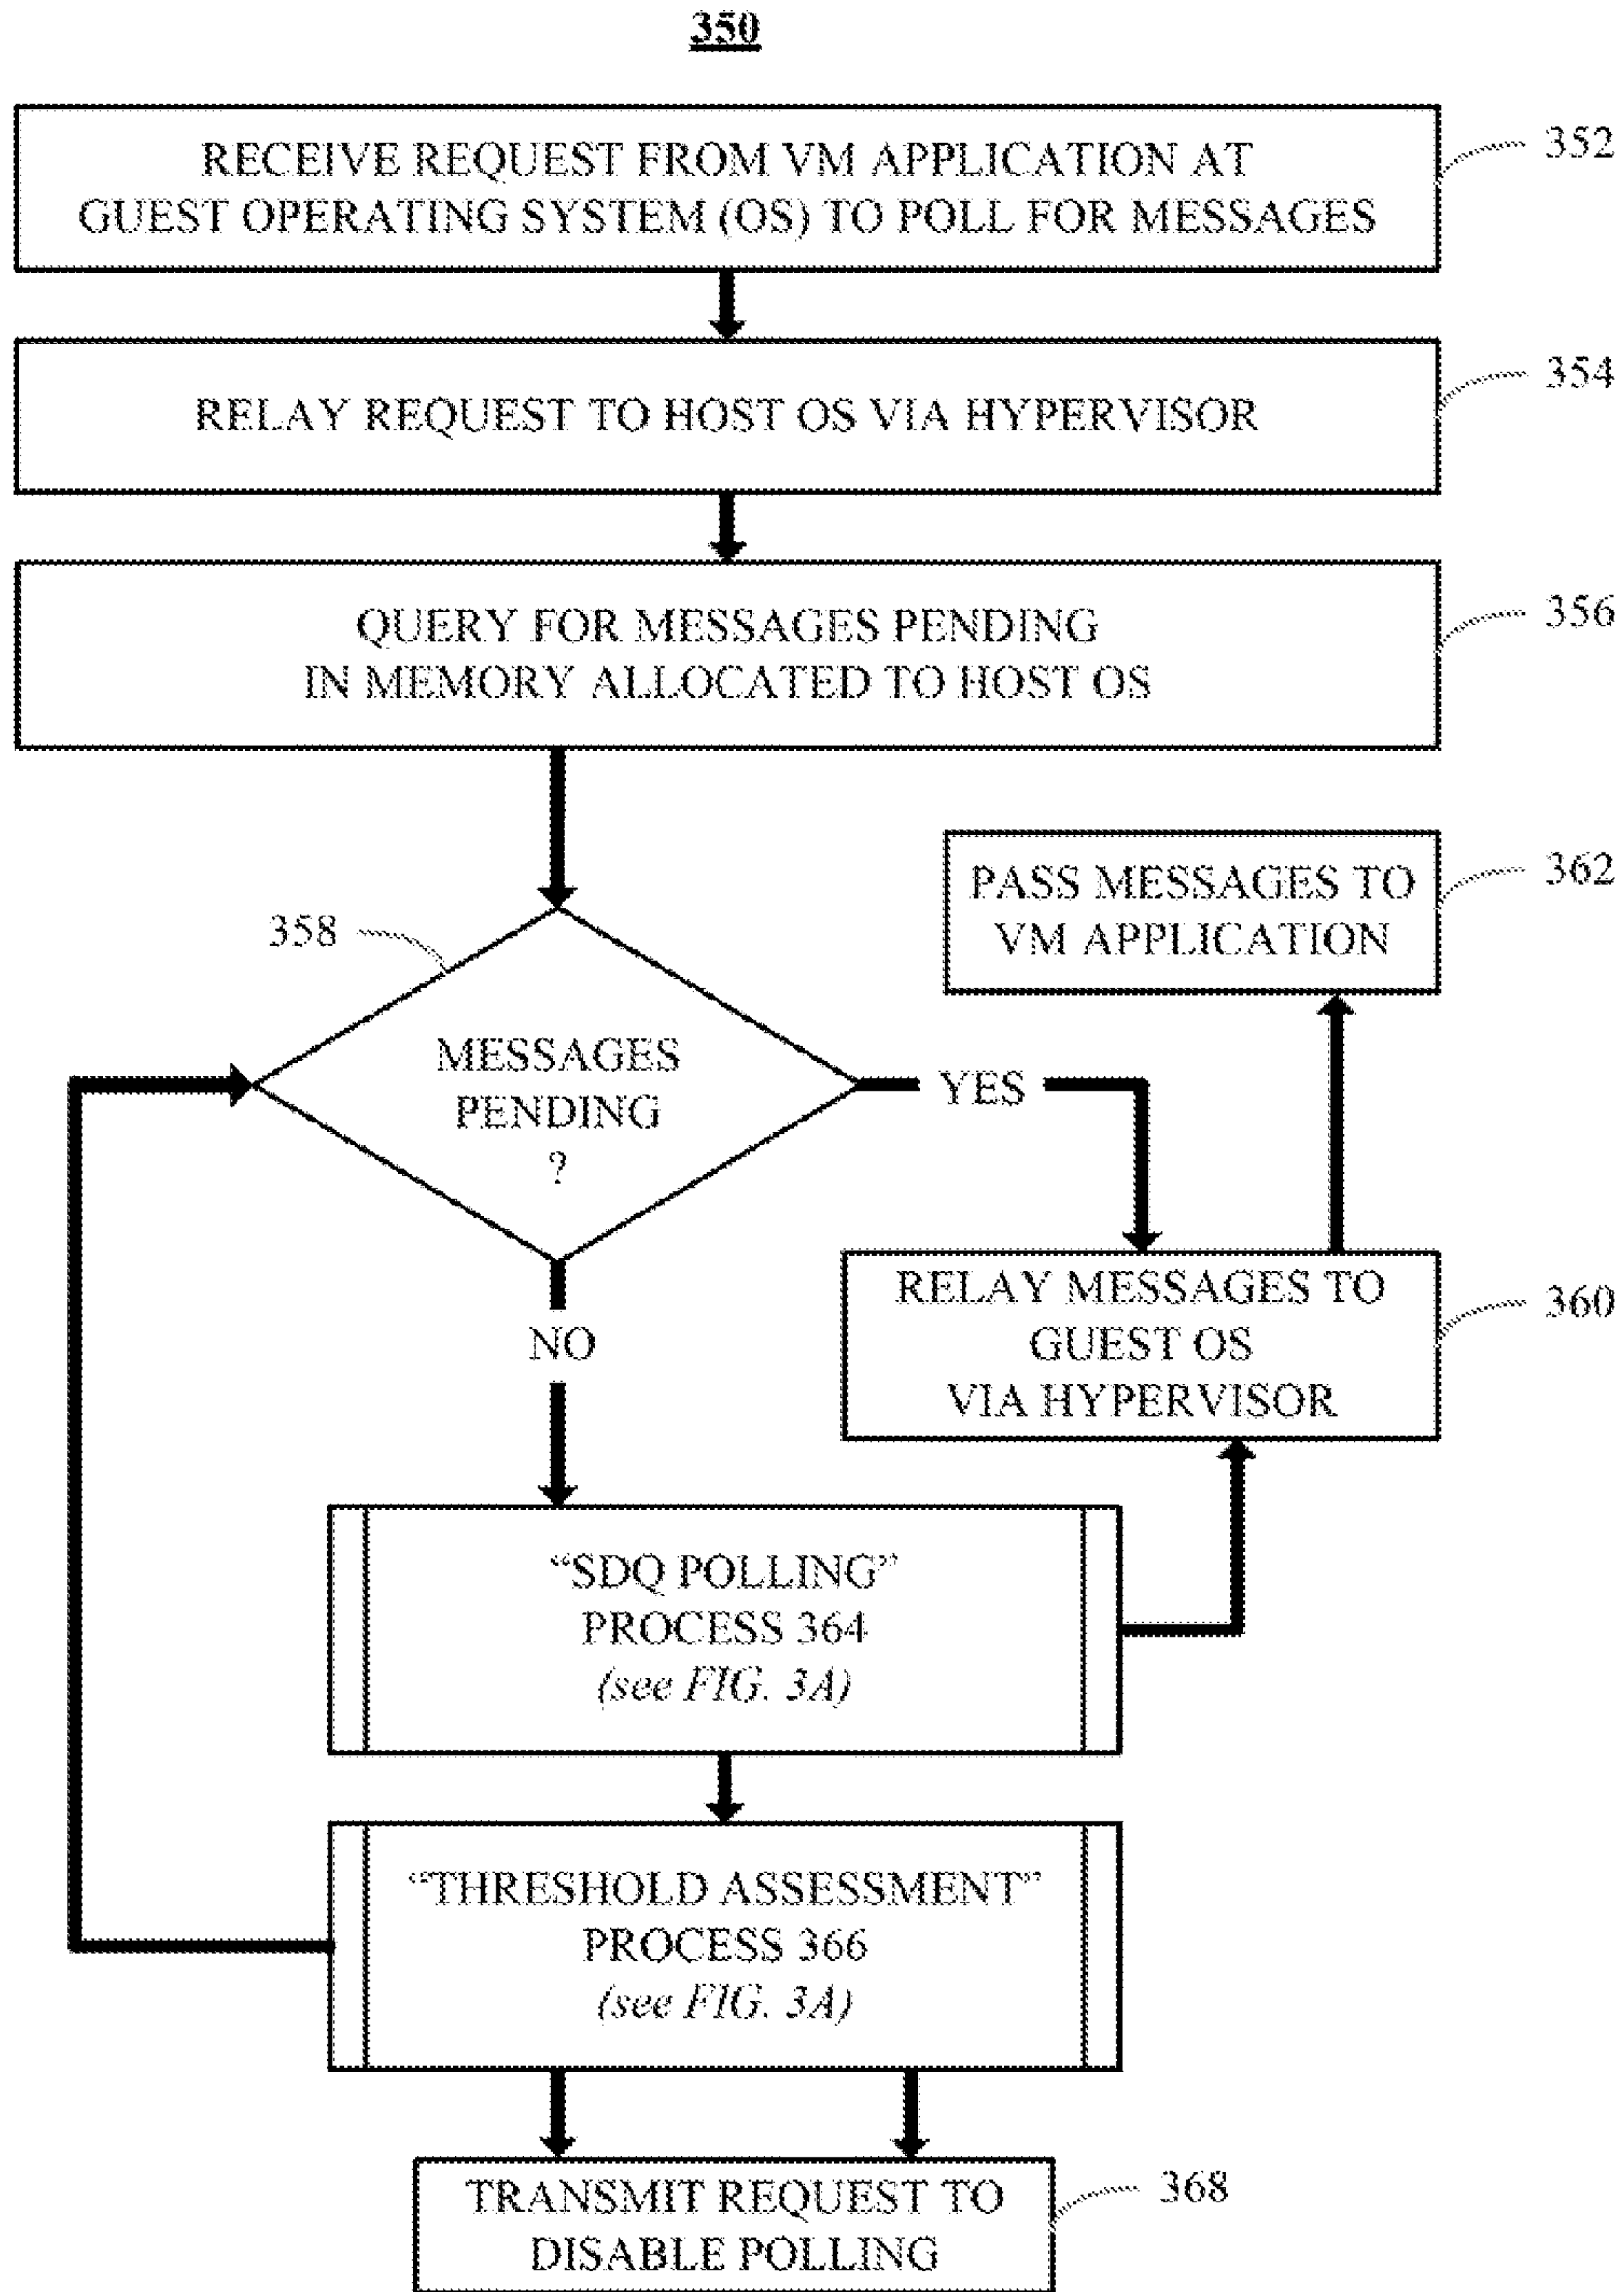 350
RECEIVE REQUEST FROM VM APPLICATION AT
GUEST OPERATING SYSTEM (OS) TO POLL FOR MESSAGES
352
RELAY REQUEST TO HOST OS VIA HYPERVISOR
354
QUERY FOR MESSAGES PENDING
IN MEMORY ALLOCATED TO HOST OS
356
PASS MESSAGES TO
VM APPLICATION
362
358
MESSAGES
PENDING
?
YES
NO
RELAY MESSAGES TO
GUEST OS
VIA HYPERVISOR
360
“SDQ POLLING”
PROCESS 364
(see FIG. 3A)
“THRESHOLD ASSESSMENT”
PROCESS 366
(see FIG. 3A)
TRANSMIT REQUEST TO
DISABLE POLLING
368